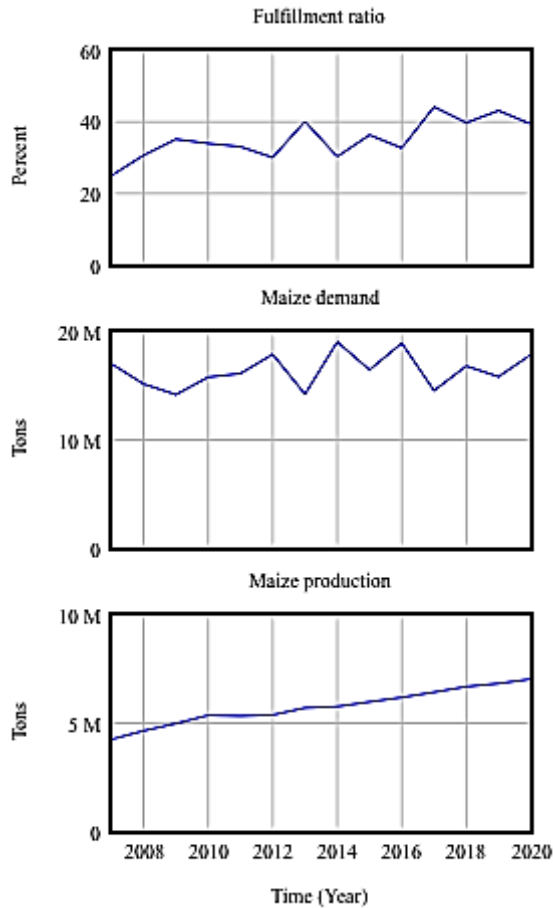 Fulfillment ratio
60
40
20
0
Percent
Maize demand
20 M
10 M
0
Tons
Maize production
10 M
5 M
0
Tons
2008 2010 2012 2014 2016 2018 2020
Time (Year)